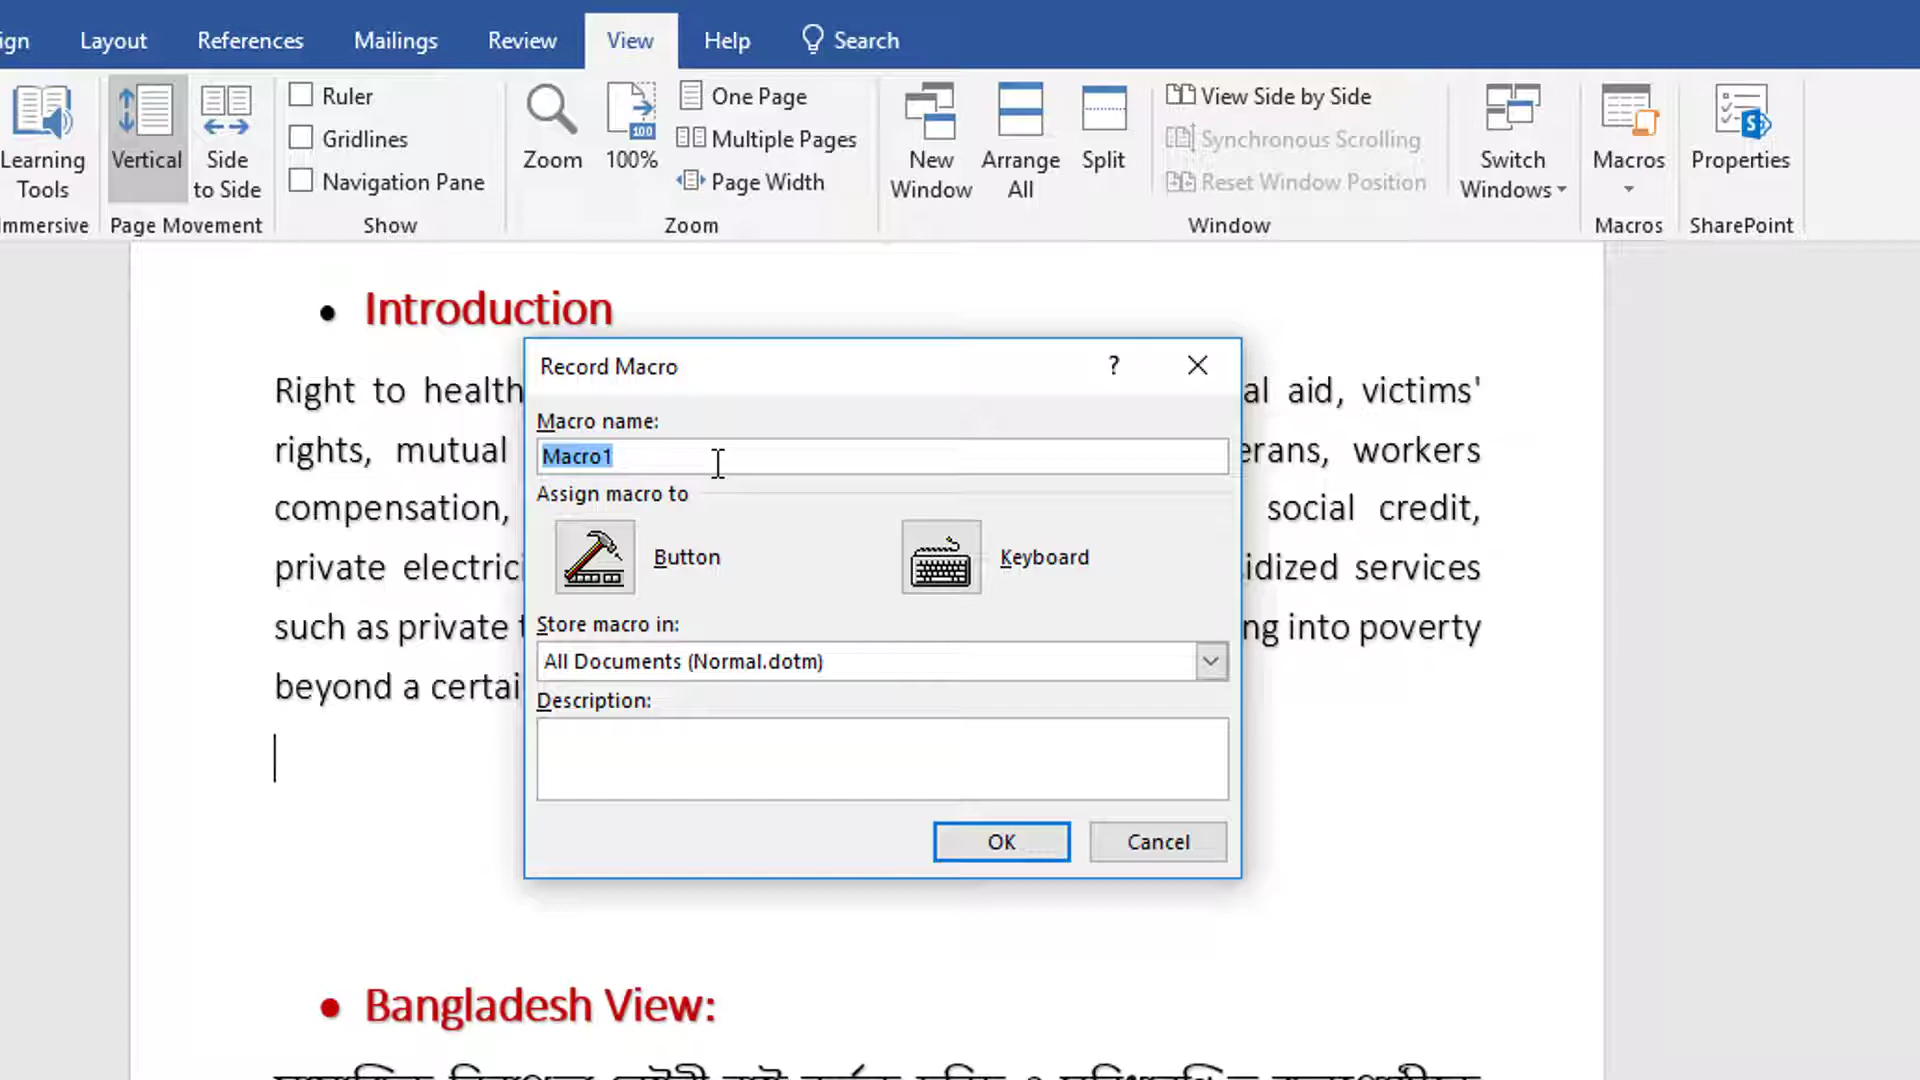 ign Layout References Mailings Review View Help Search
Learning Tools
Immersive
Vertical
Side to Side
Page Movement
Ruler
Gridlines
Navigation Pane
Show
Zoom
100
100%
One Page
Multiple Pages
Page Width
Zoom
New Window
Arrange All
Split
View Side by Side
Synchronous Scrolling
Reset Window Position
Window
Switch Windows
Macros
Macros
S
Properties
SharePoint
• Introduction
Record Macro ?
Macro name:
Macro1
Assign macro to
Button
Keyboard
Store macro in:
All Documents (Normal.dotm)
Description:
OK
Cancel
Right to health al aid, victims'
rights, mutual erans, workers
compensation, social credit,
private electrici idized services
such as private ng into poverty
beyond a certai
• Bangladesh View: